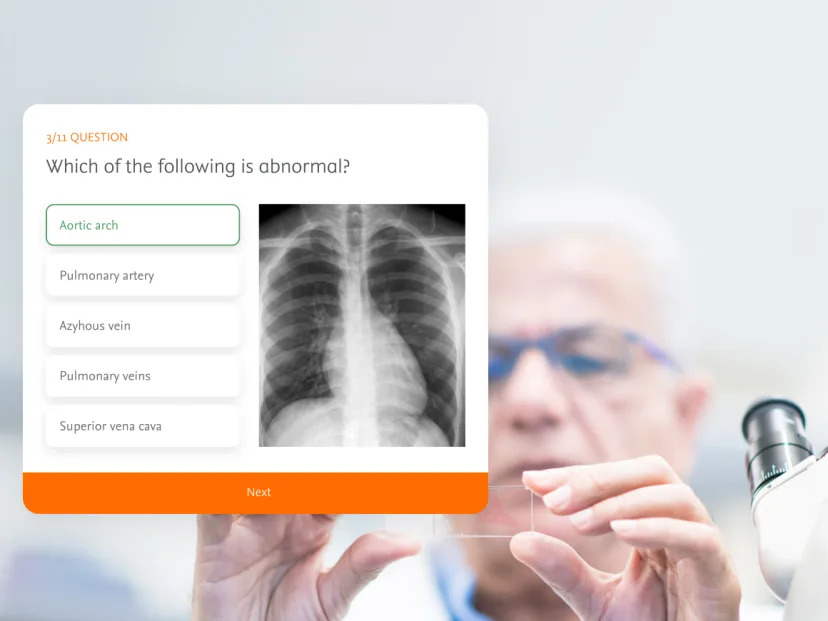 3/11 QUESTION
Which of the following is abnormal?
Aortic arch
Pulmonary artery
Azyhous vein
Pulmonary veins
Superior vena cava
Next